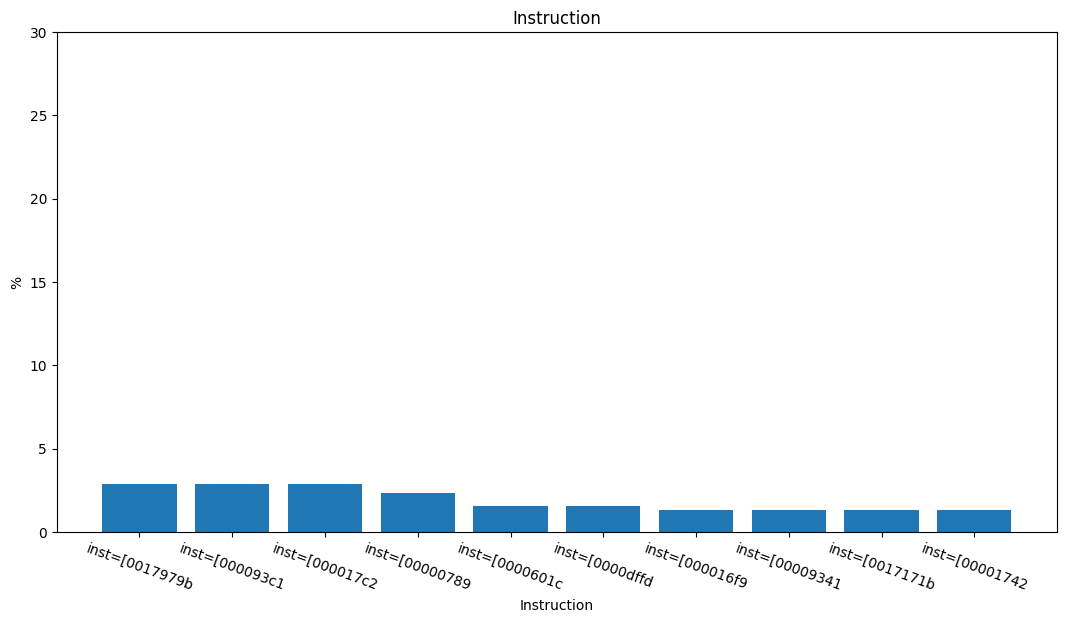 Instruction
30
25
20
15
10
5
0
%
inst=[0017979b
inst=[000093c1
inst=[000017c2
inst=[00000789
inst=[0000601c
inst=[0000dffd
inst=[000016f9
inst=[00009341
inst=[0017171b
inst=[00001742
Instruction